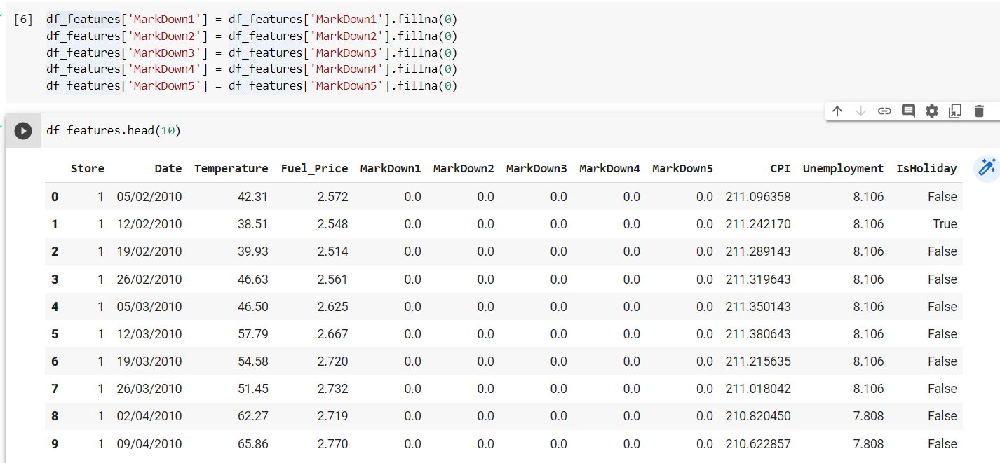 [6] df_features['MarkDown1'] = df_features['MarkDown1'].fillna(0)
df_features['MarkDown2'] = df_features['MarkDown2'].fillna(0)
df_features['MarkDown3'] = df_features['MarkDown3'].fillna(0)
df_features['MarkDown4'] = df_features['MarkDown4'].fillna(0)
df_features['MarkDown5'] = df_features['MarkDown5'].fillna(0)
df_features.head(10)
Store Date Temperature Fuel_Price MarkDown1 MarkDown2 MarkDown3 MarkDown4 MarkDown5 CPI Unemployment IsHoliday
0 1 05/02/2010 42.31 2.572 0.0 0.0 0.0 0.0 0.0 211.096358 8.106 False
1 1 12/02/2010 38.51 2.548 0.0 0.0 0.0 0.0 0.0 211.242170 8.106 True
2 1 19/02/2010 39.93 2.514 0.0 0.0 0.0 0.0 0.0 211.289143 8.106 False
3 1 26/02/2010 46.63 2.561 0.0 0.0 0.0 0.0 0.0 211.319643 8.106 False
4 1 05/03/2010 46.50 2.625 0.0 0.0 0.0 0.0 0.0 211.350143 8.106 False
5 1 12/03/2010 57.79 2.667 0.0 0.0 0.0 0.0 0.0 211.380643 8.106 False
6 1 19/03/2010 54.58 2.720 0.0 0.0 0.0 0.0 0.0 211.215635 8.106 False
7 1 26/03/2010 51.45 2.732 0.0 0.0 0.0 0.0 0.0 211.018042 8.106 False
8 1 02/04/2010 62.27 2.719 0.0 0.0 0.0 0.0 0.0 210.820450 7.808 False
9 1 09/04/2010 65.86 2.770 0.0 0.0 0.0 0.0 0.0 210.622857 7.808 False